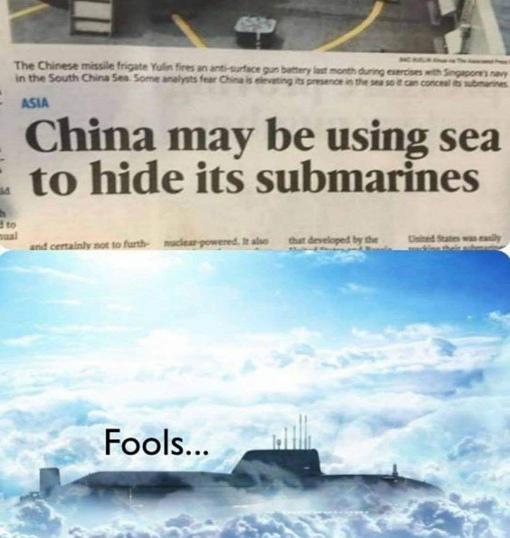 The Chinese missile frigate Yulin fires an anti-surface gun battery last month during exercises with Singapore's navy
in the South China Sea. Some analysts fear China is elevating its presence in the sea so it can conceal its submarines.
ASIA
China may be using sea
to hide its submarines
d to
sual
and certainly not to furth-
nuclear-powered. It also
that developed by the
United States was easily
Fools...